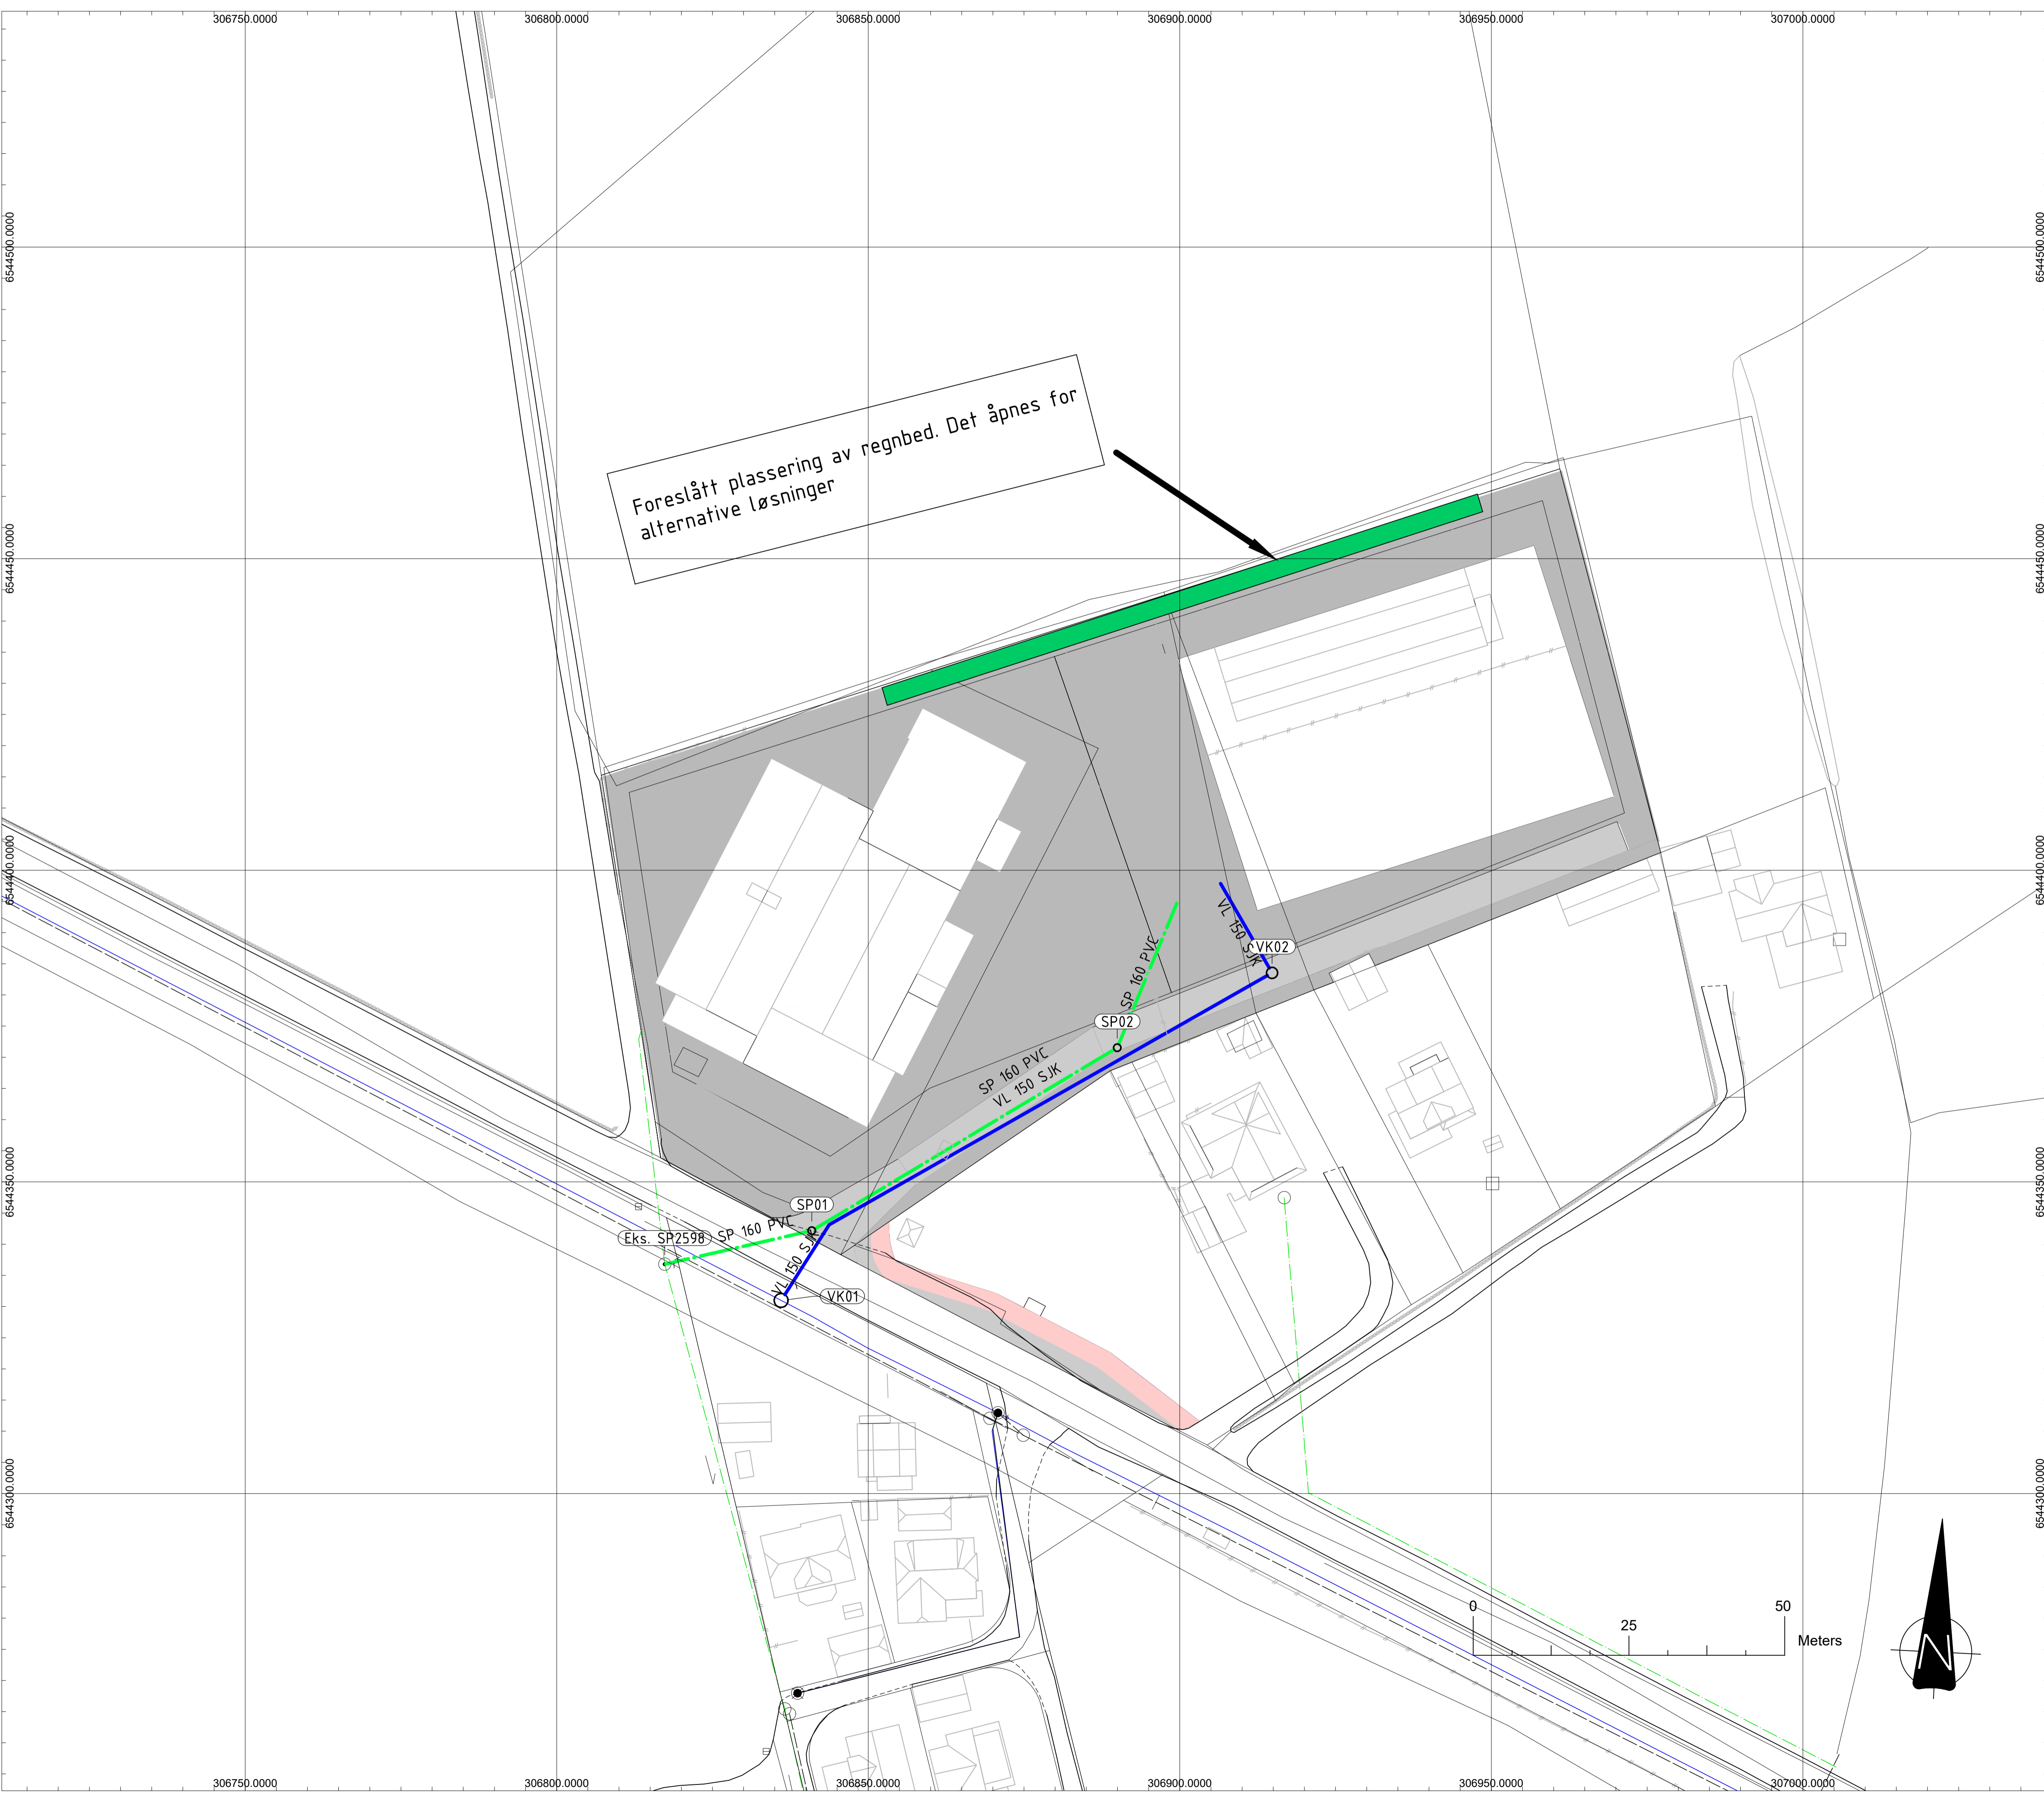 306750.0000
306800.0000
306850.0000
306900.0000
306950.0000
307000.0000
6544500.0000
6544500.0000
Foreslått plassering av regnbed. Det åpnes for
alternative løsninger
6544450.0000
6544450.0000
6544400.0000
6544400.0000
VL 150 SJK
VK02
SP 160 PVC
SP02
SP 160 PVC
VL 150 SJK
6544350.0000
6544350.0000
SP01
SP 160 PVC
Eks. SP2598
VL 150 SJK
VK01
6544300.0000
6544300.0000
0
25
50
Meters
N
306750.0000
306800.0000
306850.0000
306900.0000
306950.0000
307000.0000